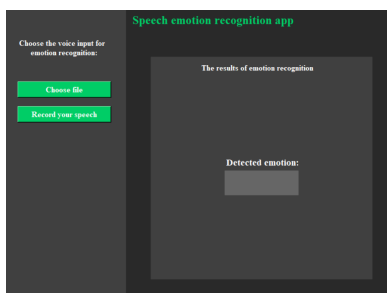 Speech emotion recognition app
Choose the voice input for
emotion recognition:
Choose file
Record your speech
The results of emotion recognition
Detected emotion: